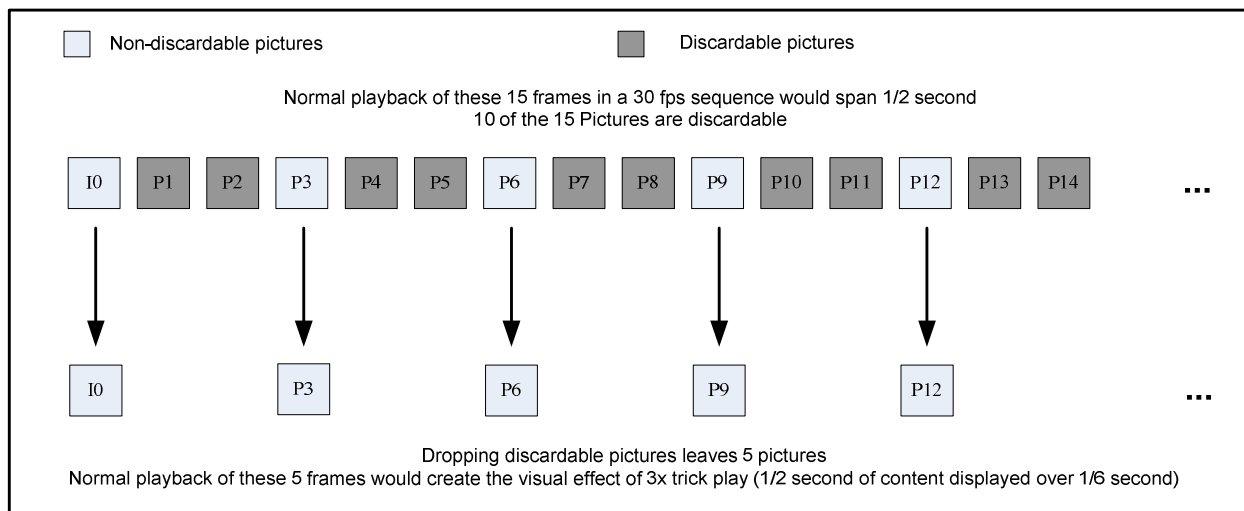 Non-discardable pictures Discardable pictures
Normal playback of these 15 frames in a 30 fps sequence would span 1/2 second
10 of the 15 Pictures are discardable
I0 P1 P2 P3 P4 P5 P6 P7 P8 P9 P10 P11 P12 P13 P14 ...
I0 P3 P6 P9 P12 ...
Dropping discardable pictures leaves 5 pictures
Normal playback of these 5 frames would create the visual effect of 3x trick play (1/2 second of content displayed over 1/6 second)